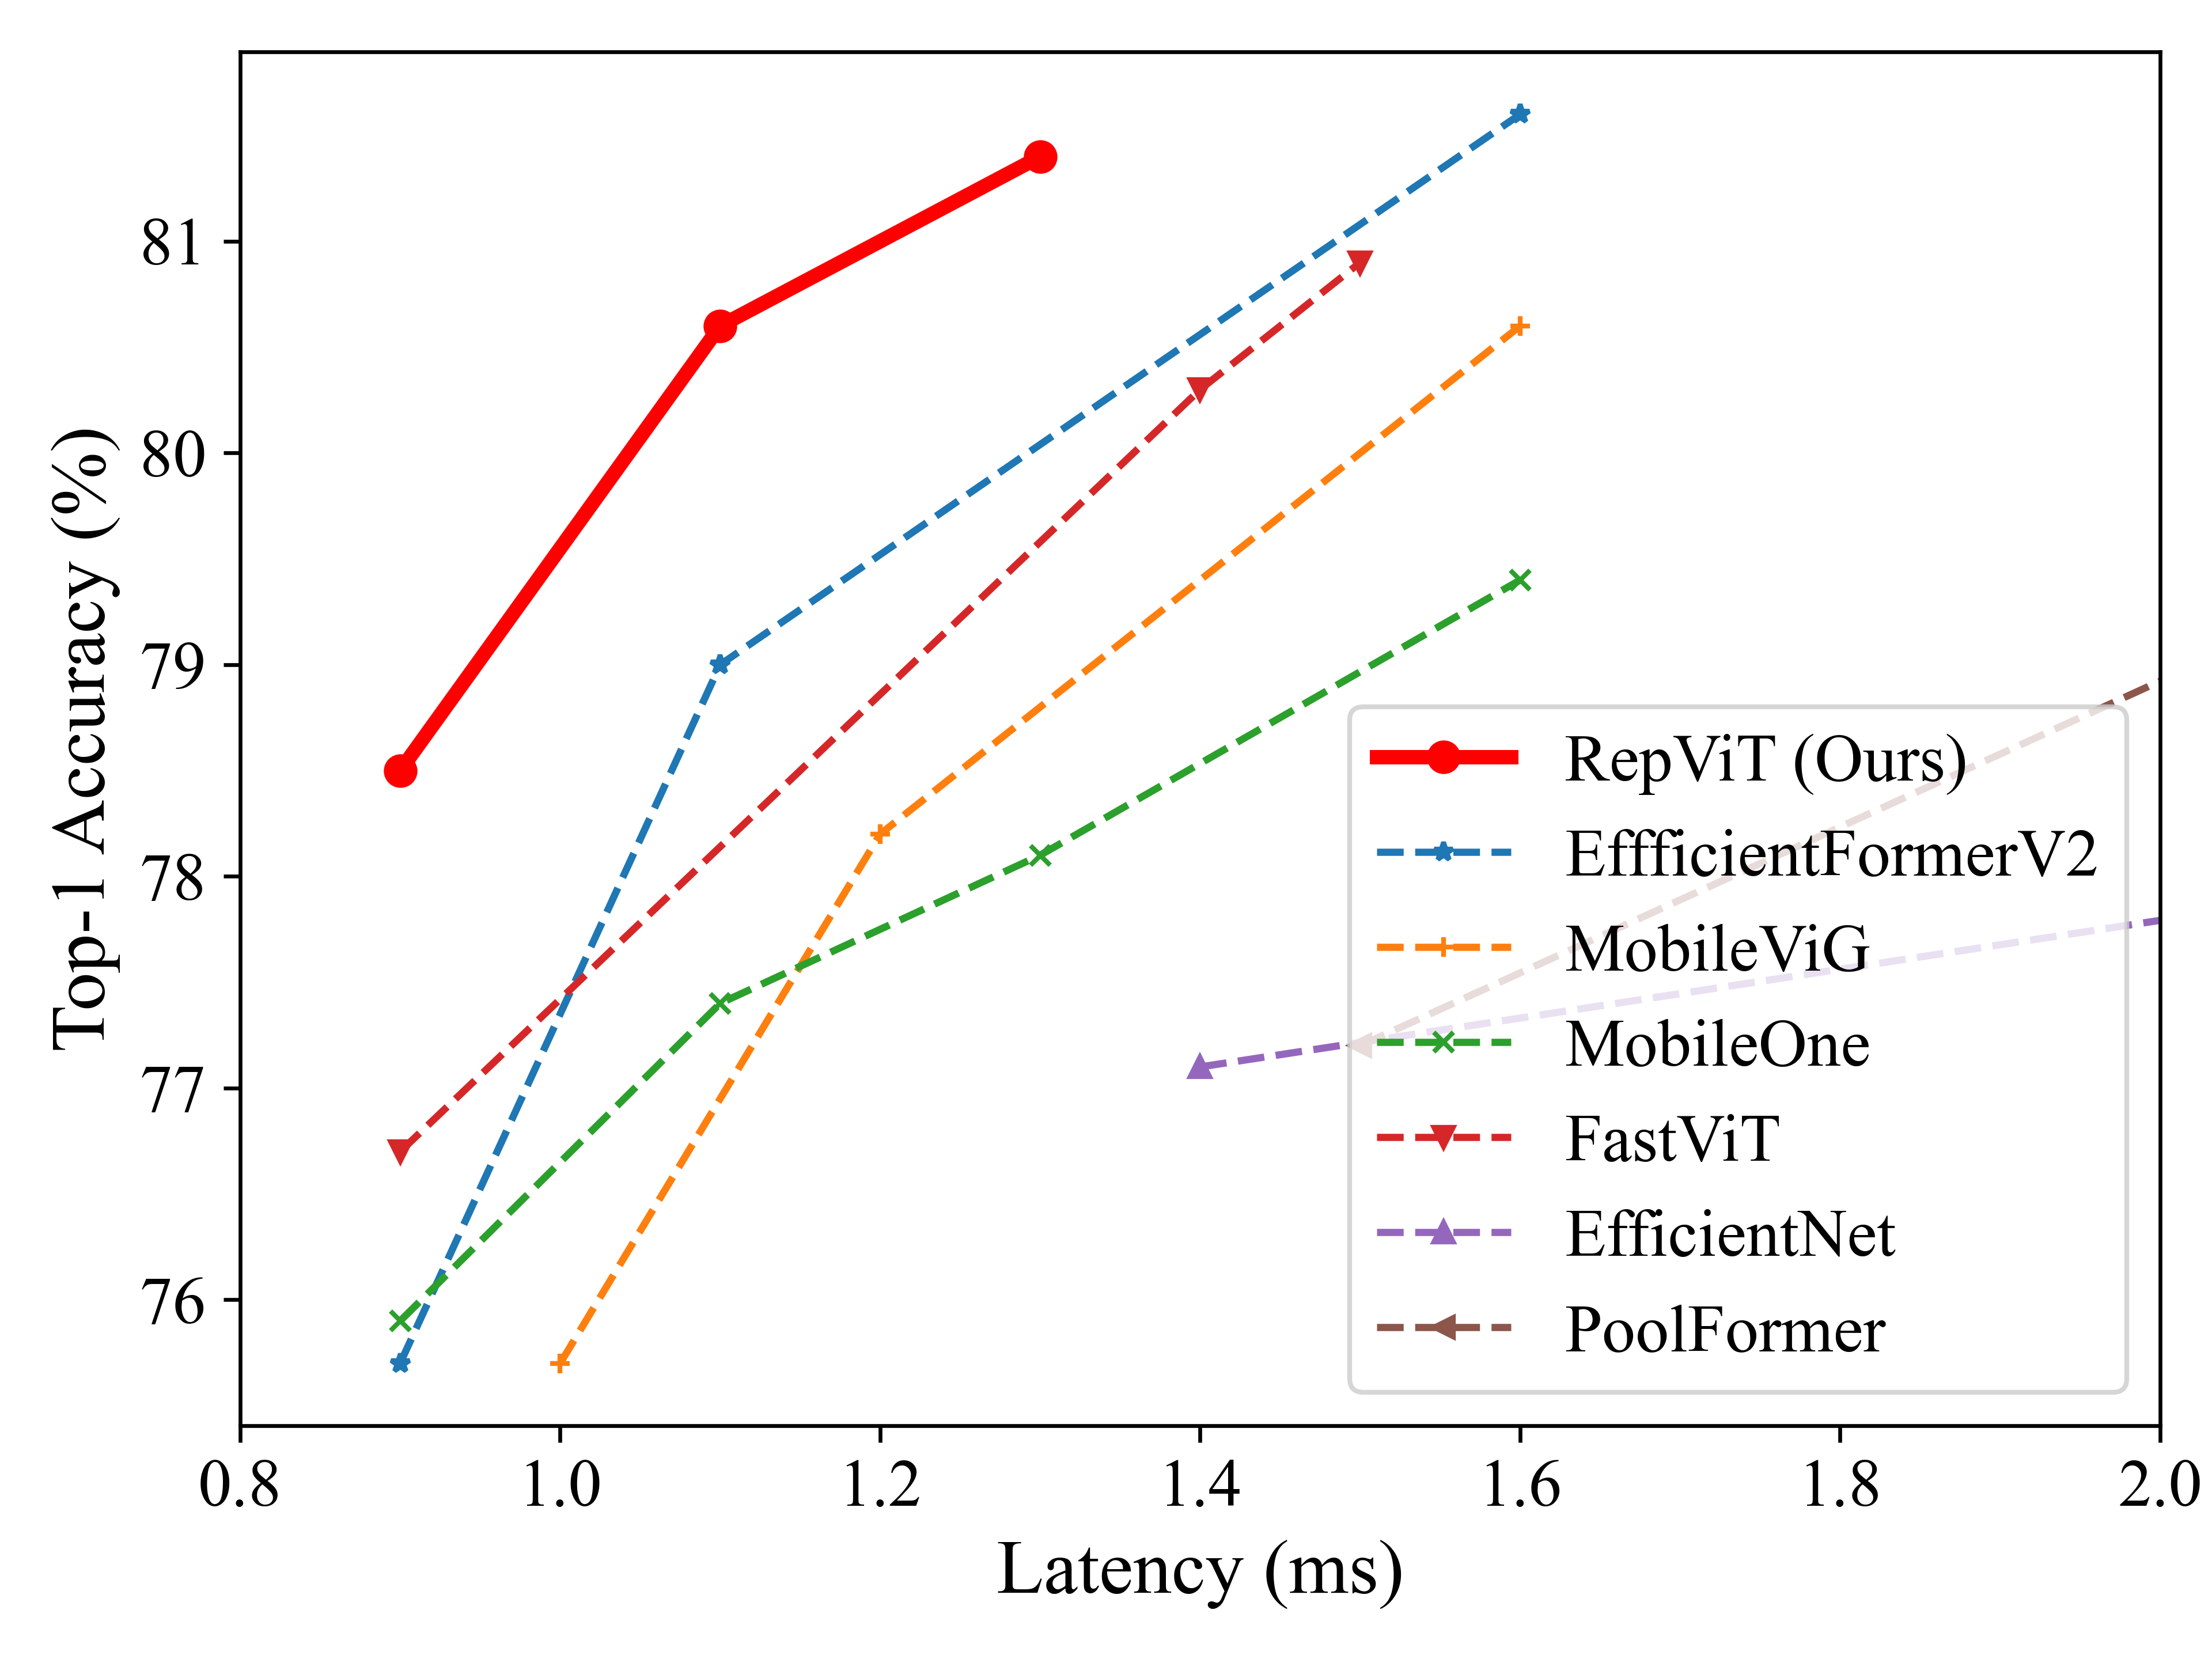 Top-1 Accuracy (%)
81
80
79
78
77
76
RepViT (Ours)
EffficientFormerV2
MobileViG
MobileOne
FastViT
EfficientNet
PoolFormer
0.8 1.0 1.2 1.4 1.6 1.8 2.0
Latency (ms)